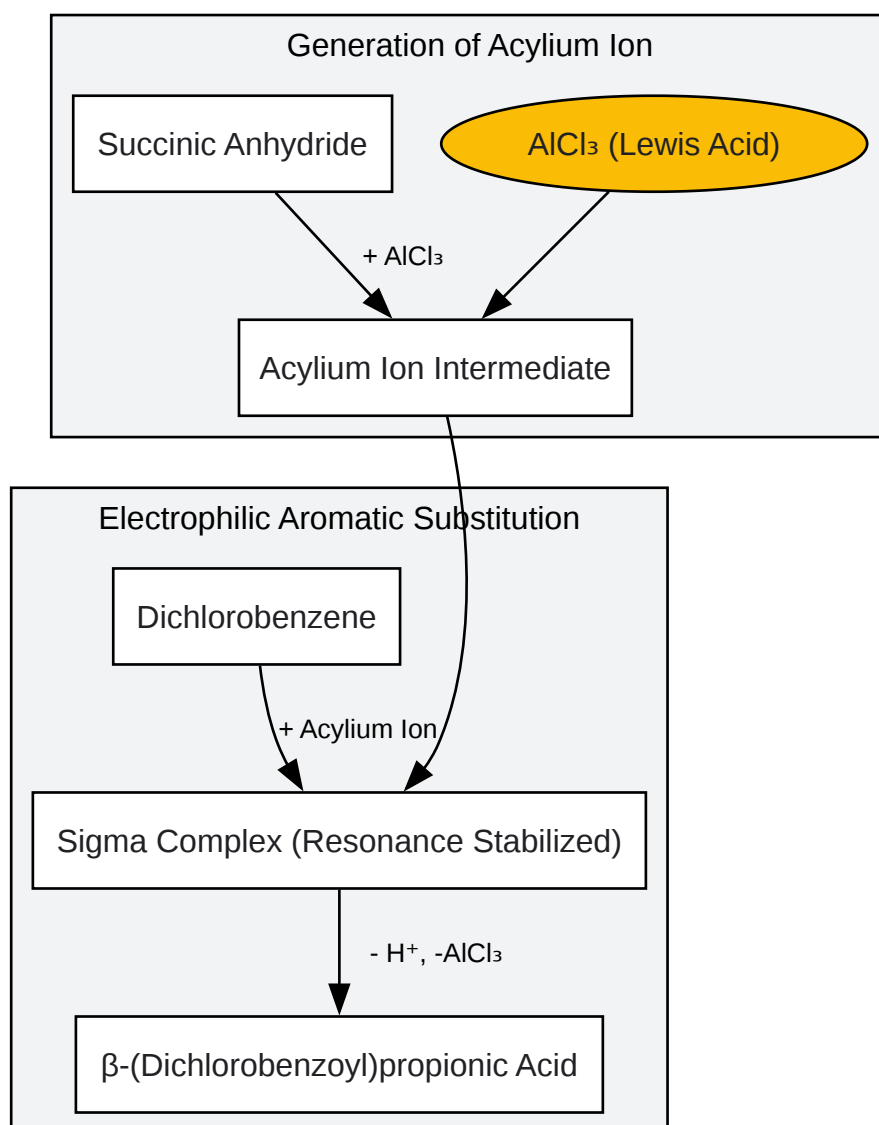 Generation of Acylium Ion
Succinic Anhydride
AlCl₃ (Lewis Acid)
+ AlCl₃
Acylium Ion Intermediate
Electrophilic Aromatic Substitution
Dichlorobenzene
+ Acylium Ion
Sigma Complex (Resonance Stabilized)
- H⁺, -AlCl₃
β-(Dichlorobenzoyl)propionic Acid